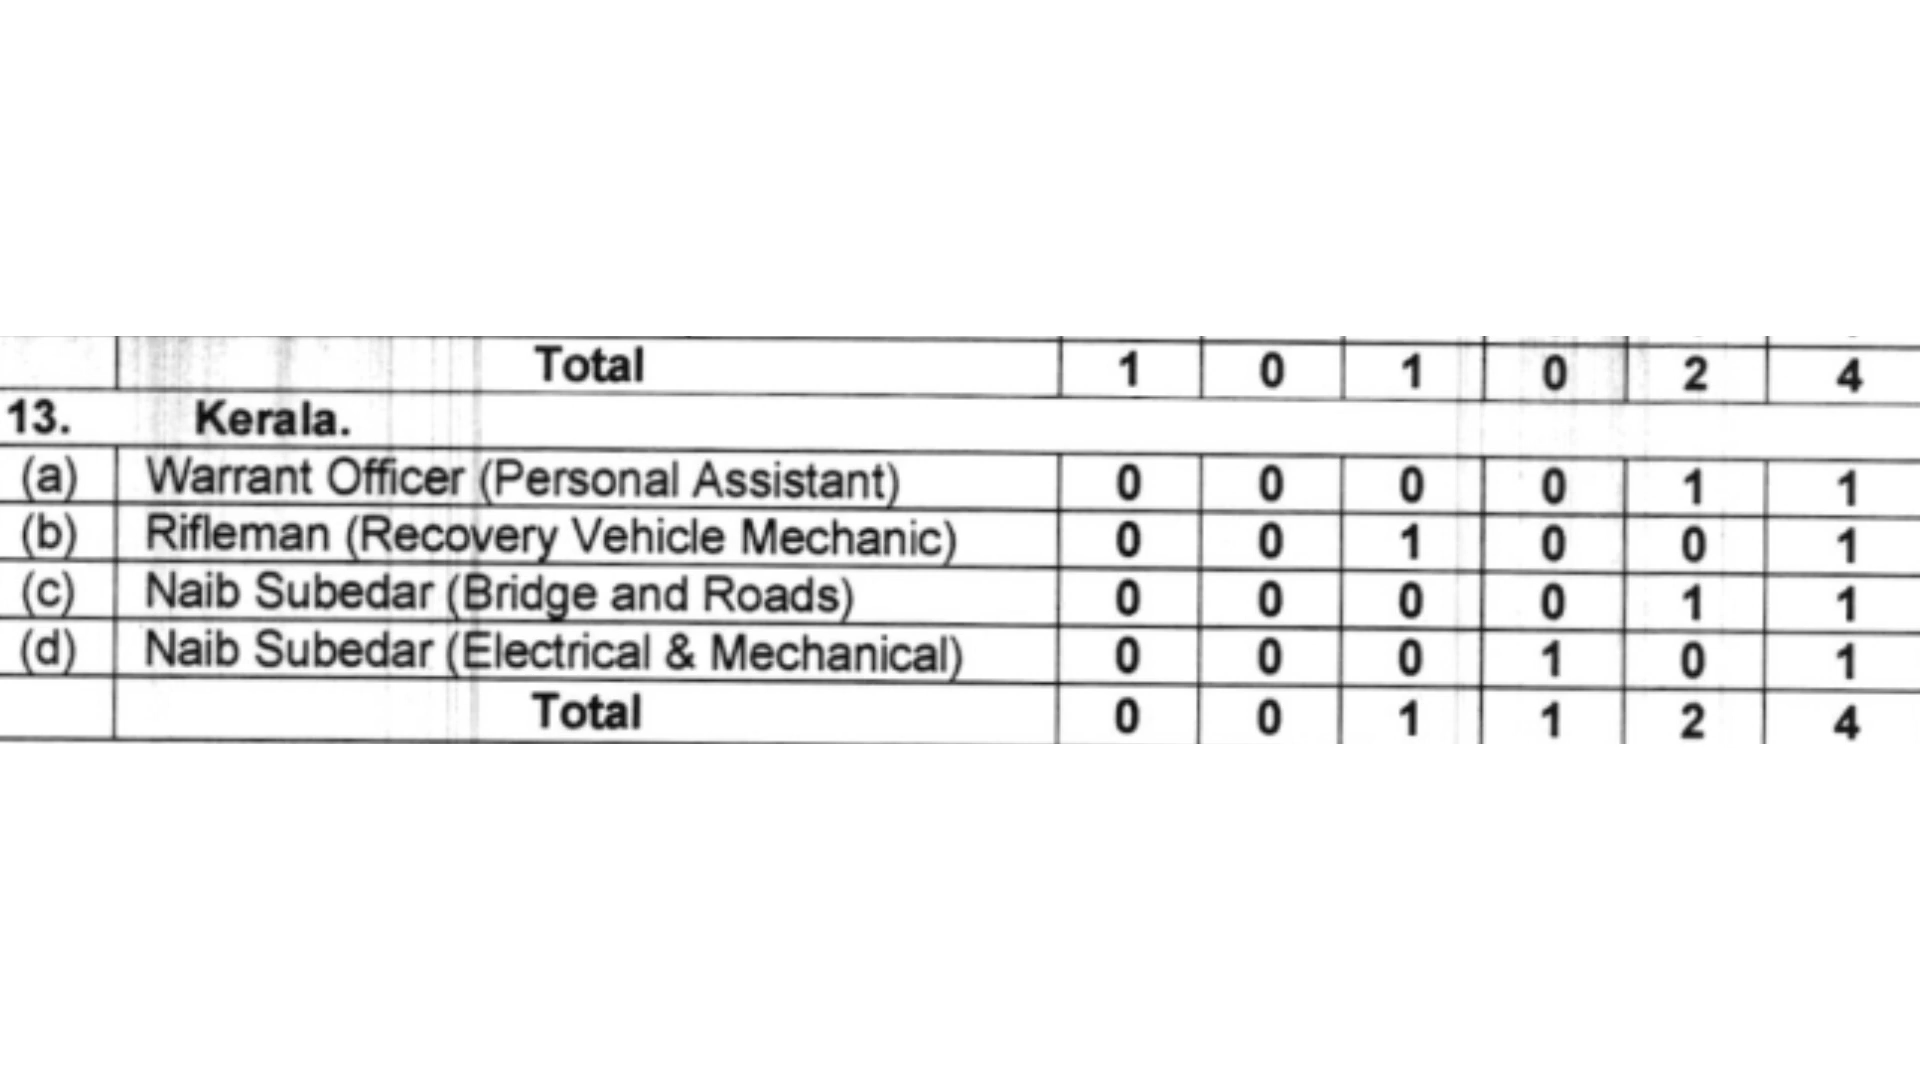 Total 1 0 1 0 2 4
13. Kerala.
(a) Warrant Officer (Personal Assistant) 0 0 0 0 1 1
(b) Rifleman (Recovery Vehicle Mechanic) 0 0 1 0 0 1
(c) Naib Subedar (Bridge and Roads) 0 0 0 0 1 1
(d) Naib Subedar (Electrical & Mechanical) 0 0 0 1 0 1
Total 0 0 1 1 2 4